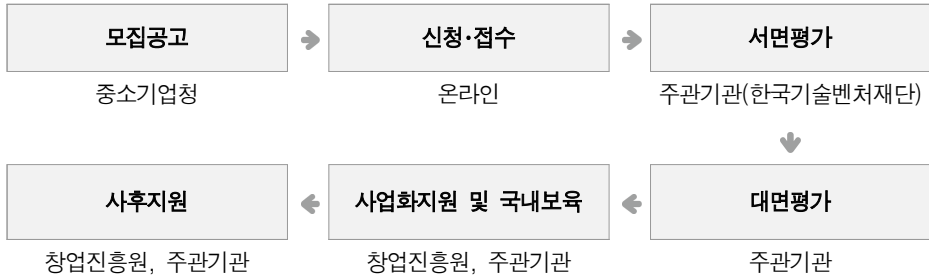 모집공고
신청·접수
서면평가
중소기업청
온라인
주관기관(한국기술벤처재단)
대면평가
주관기관
사업화지원 및 국내보육
창업진흥원, 주관기관
사후지원
창업진흥원, 주관기관